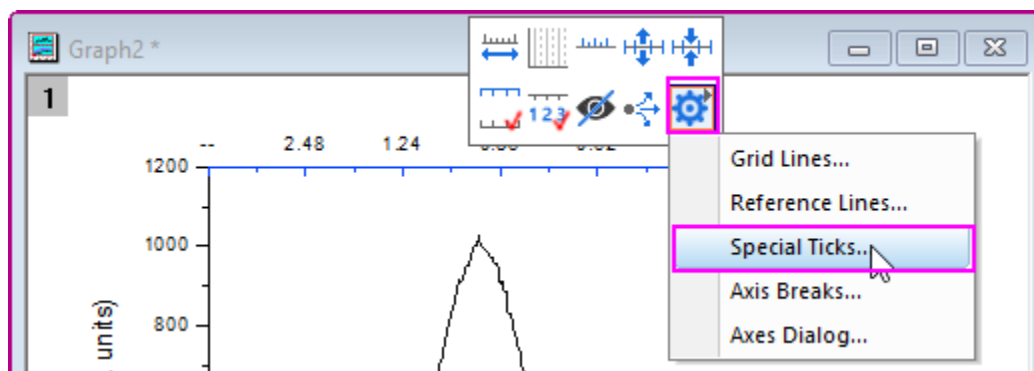 Graph2 *
1
-- 2.48 1.24
1200
Grid Lines...
Reference Lines...
1000
Special Ticks...
Axis Breaks...
800
units)
Axes Dialog...
123